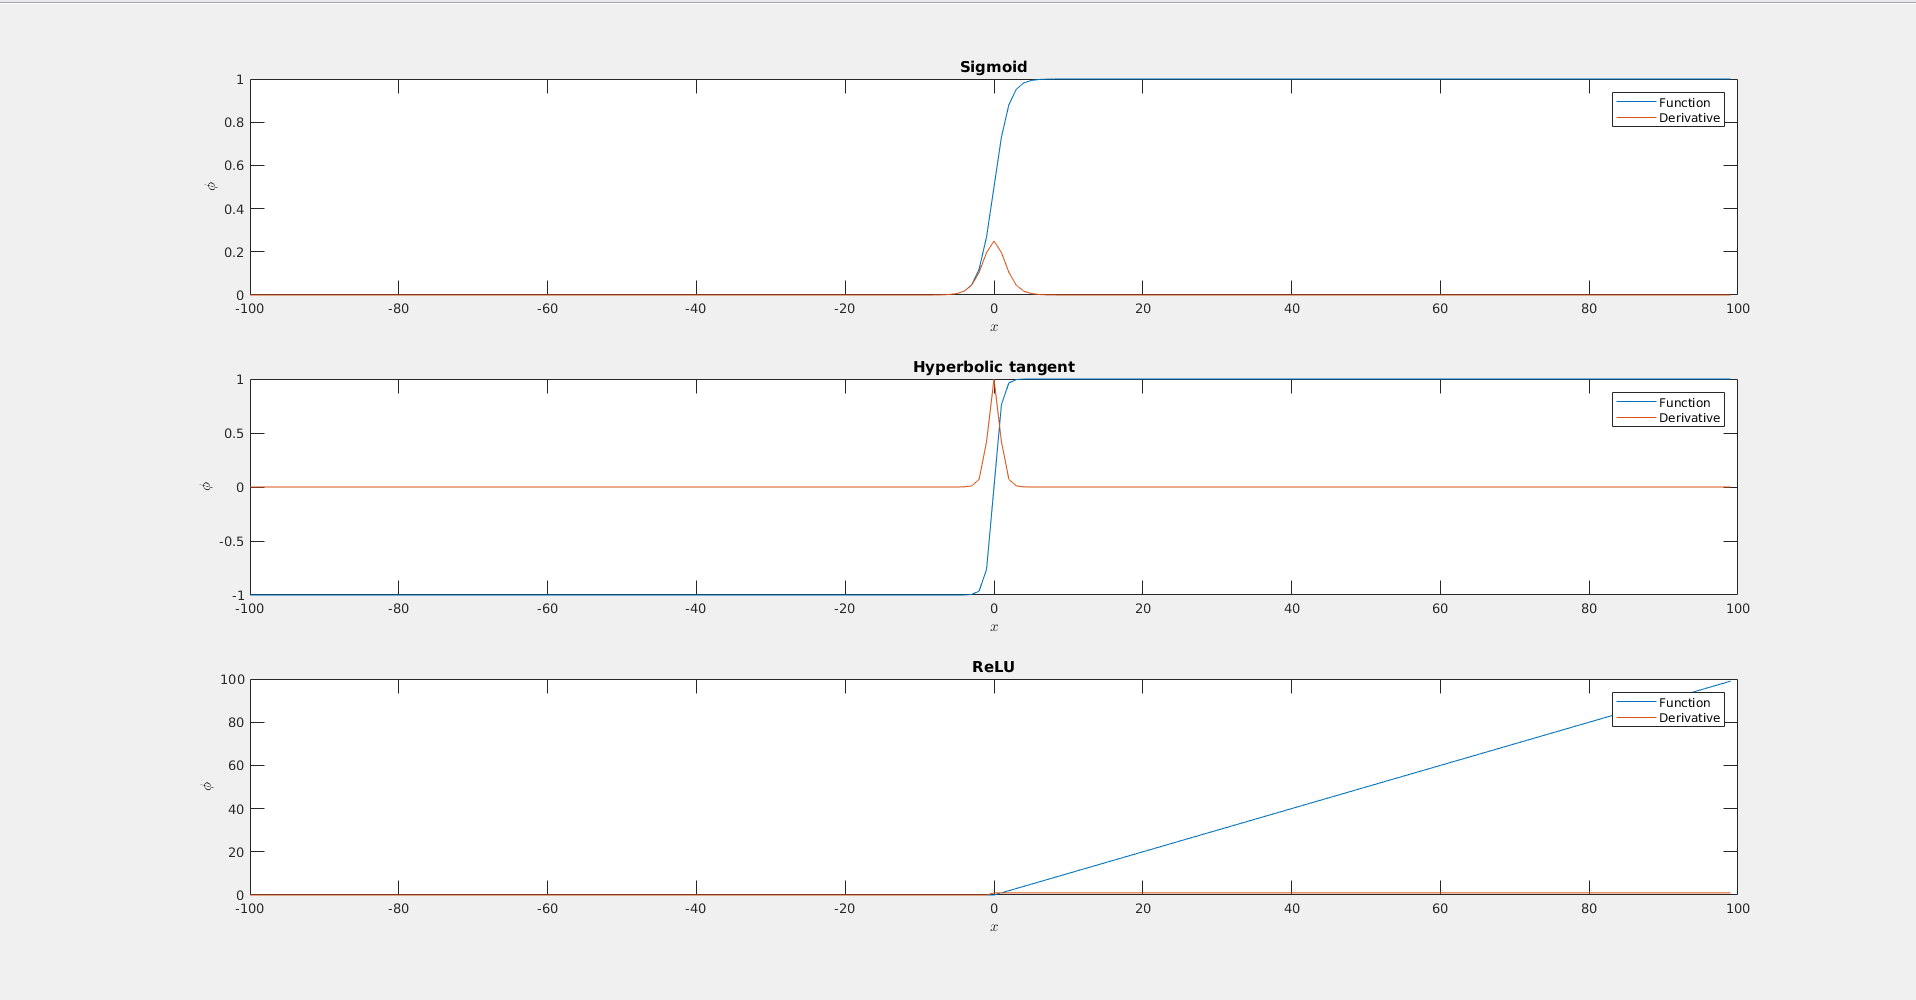 Sigmoid
1
0.8
0.6
0.4
0.2
0
ϕ
Function
Derivative
-100 -80 -60 -40 -20 0 20 40 60 80 100
x
Hyperbolic tangent
1
0.5
0
-0.5
-1
ϕ
Function
Derivative
-100 -80 -60 -40 -20 0 20 40 60 80 100
x
ReLU
100
80
60
40
20
0
ϕ
Function
Derivative
-100 -80 -60 -40 -20 0 20 40 60 80 100
x